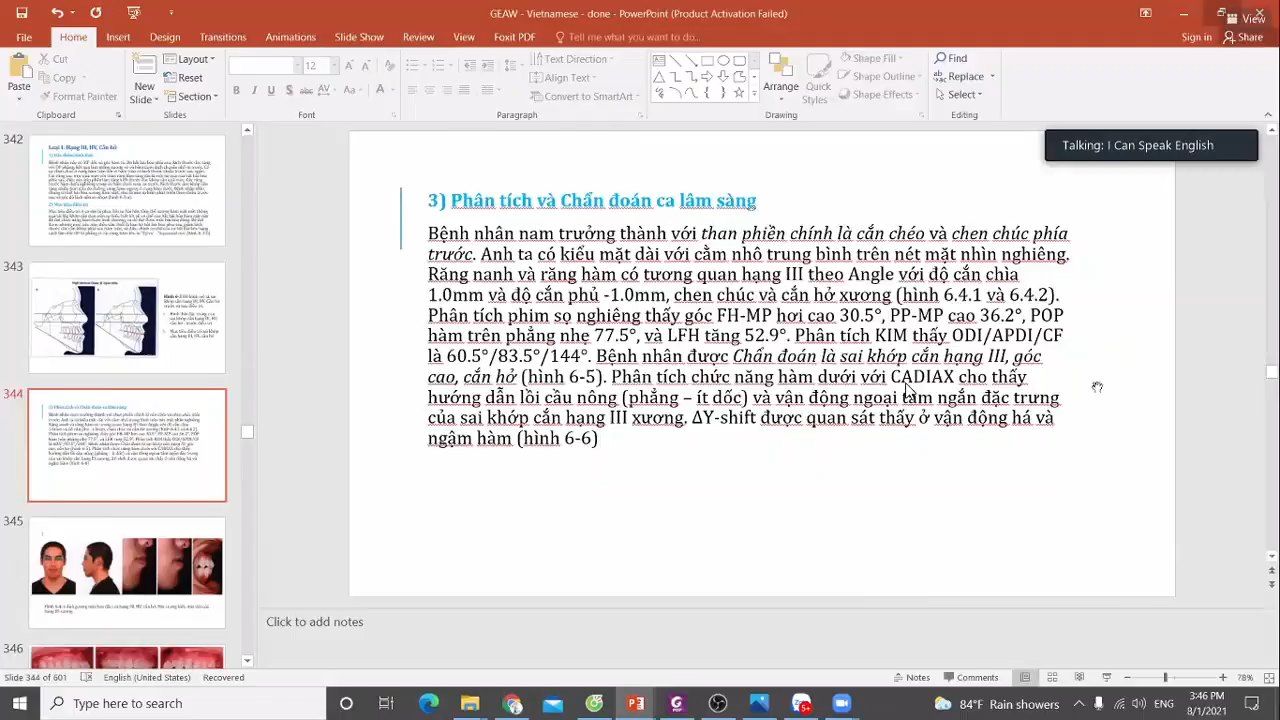 GEAW - PowerPoint (Product Activation Failed)
File Home Insert Design Transitions Animations Slide Show Review View Foxit PDF Tell me what you want to do... Sign in Share
Paste Cut Copy Format Painter Clipboard
New Slide Layout Reset Section Slides
12 Font
Text Direction Align Text Convert to SmartArt Paragraph
Arrange Quick Styles Shape Fill Shape Outline Shape Effects Drawing
Find Replace Select Editing
Talking: I Can Speak English
342
343
344
345
346
3) Phân tích và Chẩn đoán ca lâm sàng
Bệnh nhân nam trưởng thành với than phiền chính là cắn chéo và chen chúc phía
trước. Anh ta có kiểu mặt dài với cằm nhô trung bình trên nét mặt nhìn nghiêng.
Răng nanh và răng hàm có tương quan hạng III theo Angle với độ cắn chìa
1.0mm và độ cắn phủ -1.0mm, chen chúc và cắn hở xương (hình 6.4.1 và 6.4.2).
Phân tích phim sọ nghiêng thấy góc FH-MP hơi cao 30.5°, PP-MP cao 36.2°, POP
hàm trên phẳng nhẹ 77.5°, và LFH tăng 52.9°. Phân tích KIM thấy ODI/APDI/CF
là 60.5°/83.5°/144°. Bệnh nhân được Chẩn đoán là sai khớp cắn hạng III, góc
cao, cắn hở (hình 6-5). Phân tích chức năng hàm dưới với CADIAX cho thấy
hướng dẫn lồi cầu nông (phẳng – ít dốc) và vận động ngoại tâm ngắn đặc trưng
của sai khớp cắn hạng III xương. ΔY-shift được quan sát thấy ở vận động há và
ngậm hàm (hình 6-6)
Click to add notes
Slide 344 of 601 English (United States) Recovered Notes Comments 78%
Type here to search
84°F Rain showers 3:46 PM
8/1/2021